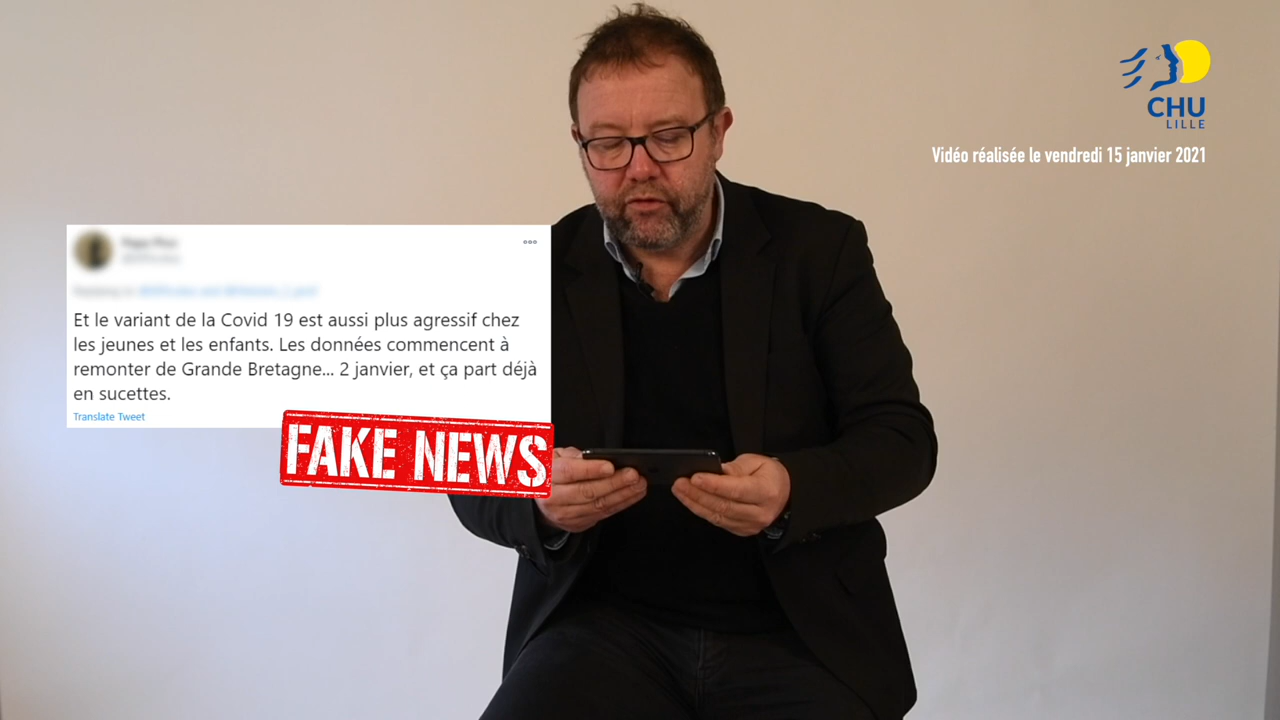 CHU
LILLE
Vidéo réalisée le vendredi 15 janvier 2021
Et le variant de la Covid 19 est aussi plus agressif chez
les jeunes et les enfants. Les données commencent à
remonter de Grande Bretagne... 2 janvier, et ça part déjà
en sucettes.
Translate Tweet
FAKE NEWS